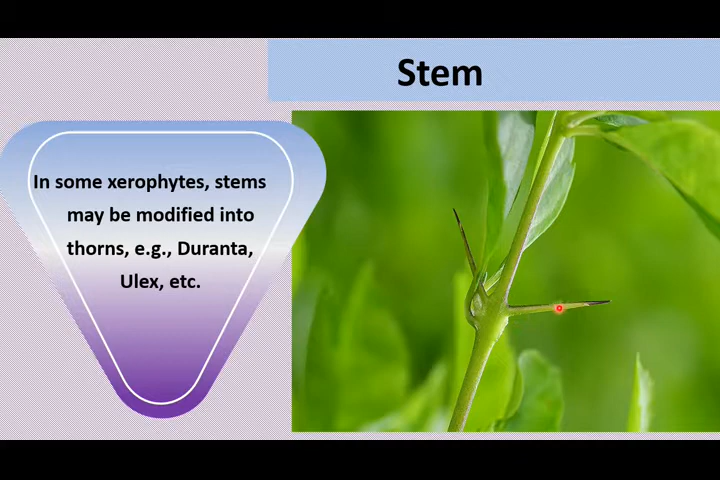 Stem
In some xerophytes, stems
may be modified into
thorns, e.g., Duranta,
Ulex, etc.